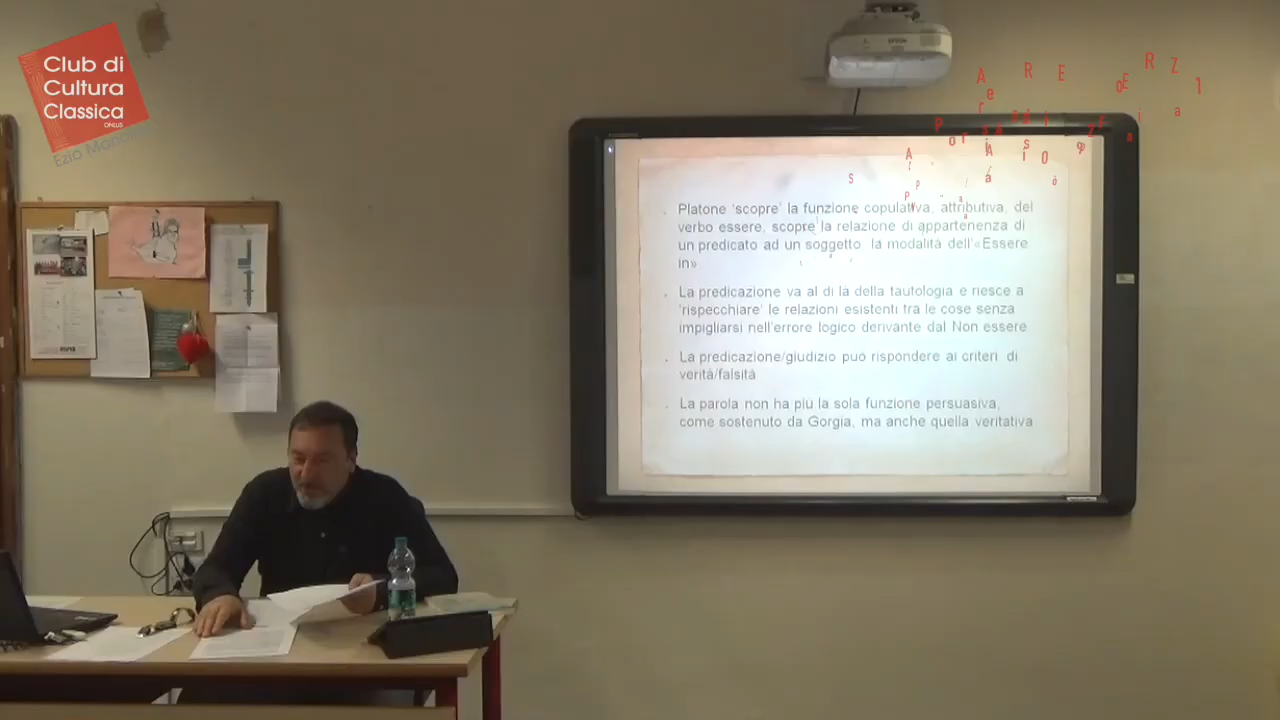 Club di
Cultura
Classica
ONLUS
EPSON
Platone 'scopre' la funzione copulativa, attributiva, del
verbo essere, scopre la relazione di appartenenza di
un predicato ad un soggetto la modalità dell'«Essere
in»
La predicazione va al di la della tautologia e riesce a
'rispecchiare' le relazioni esistenti tra le cose senza
impigliarsi nell'errore logico derivante dal Non essere
La predicazione/giudizio può rispondere ai criteri di
verità/falsità
La parola non ha più la sola funzione persuasiva,
come sostenuto da Gorgia, ma anche quella veritativa